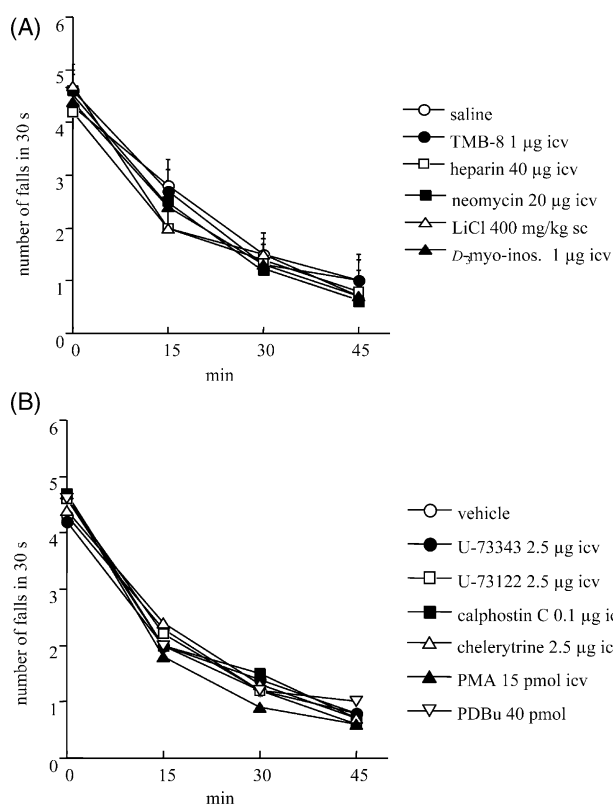 (A)
6
5
4
3
2
1
0
number of falls in 30 s
0 15 30 45
min
saline
TMB-8 1 µg icv
heparin 40 µg icv
neomycin 20 µg icv
LiCl 400 mg/kg sc
D-myo-inos. 1 µg icv
(B)
6
5
4
3
2
1
0
number of falls in 30 s
0 15 30 45
min
vehicle
U-73343 2.5 µg icv
U-73122 2.5 µg icv
calphostin C 0.1 µg ic
chelerytrine 2.5 µg ic
PMA 15 pmol icv
PDBu 40 pmol